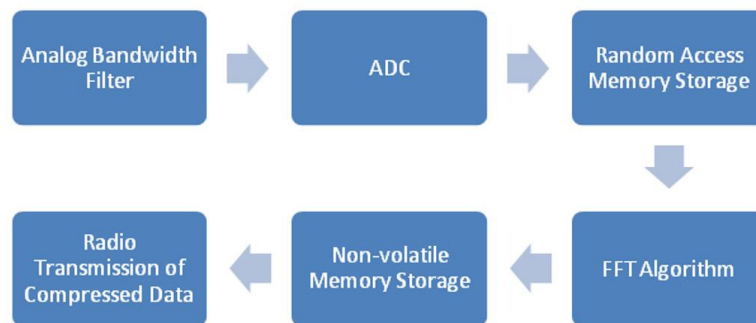 Analog Bandwidth
Filter
ADC
Random Access
Memory Storage
FFT Algorithm
Non-volatile
Memory Storage
Radio
Transmission of
Compressed Data